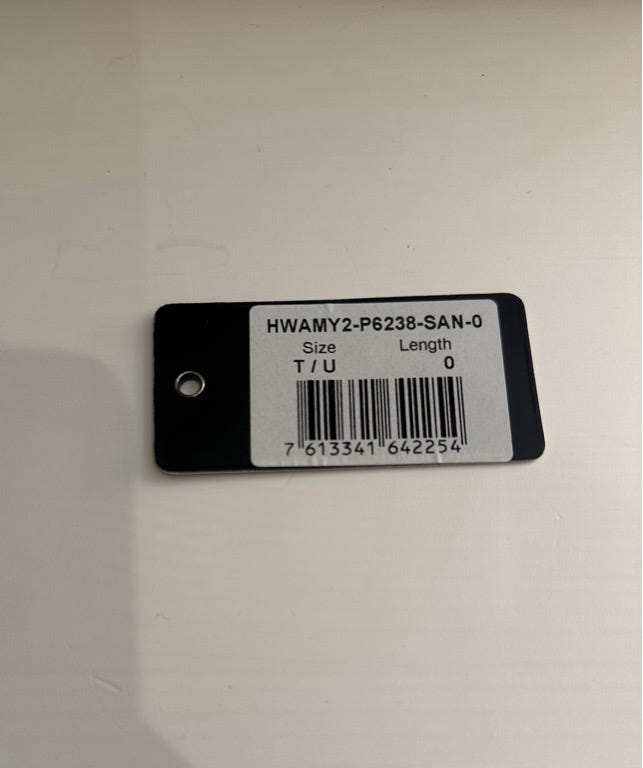 HWAMY2-P6238-SAN-0
Size Length
T / U 0
7 613341 642254